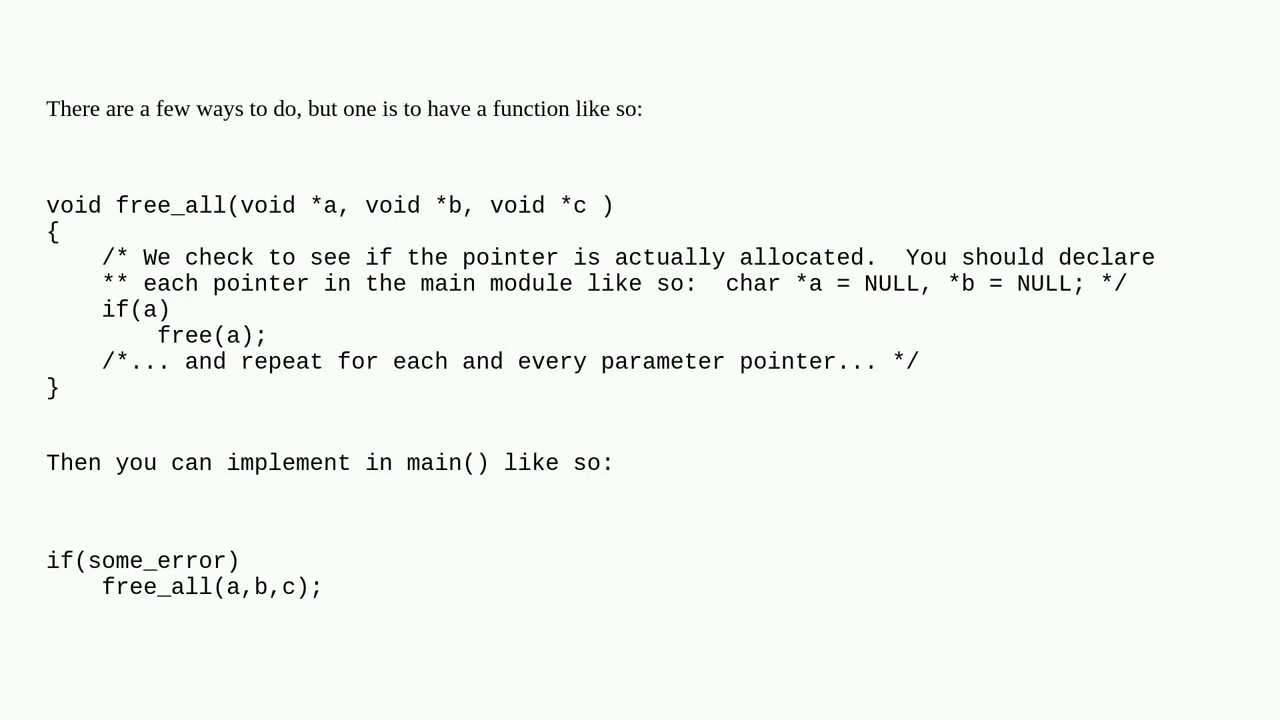 There are a few ways to do, but one is to have a function like so:
void free_all(void *a, void *b, void *c )
{
    /* We check to see if the pointer is actually allocated.  You should declare
    ** each pointer in the main module like so:  char *a = NULL, *b = NULL; */
    if(a)
        free(a);
    /*... and repeat for each and every parameter pointer... */
}
Then you can implement in main() like so:
if(some_error)
    free_all(a,b,c);